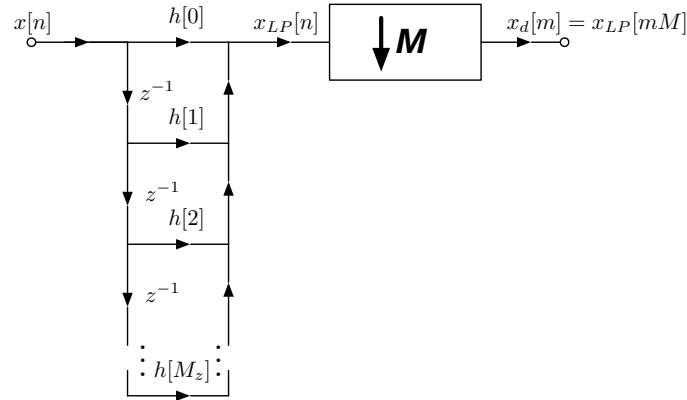 x[n] h[0] x_{LP}[n] M x_d[m] = x_{LP}[mM]
z^{-1}
h[1]
z^{-1}
h[2]
z^{-1}
h[M_z]